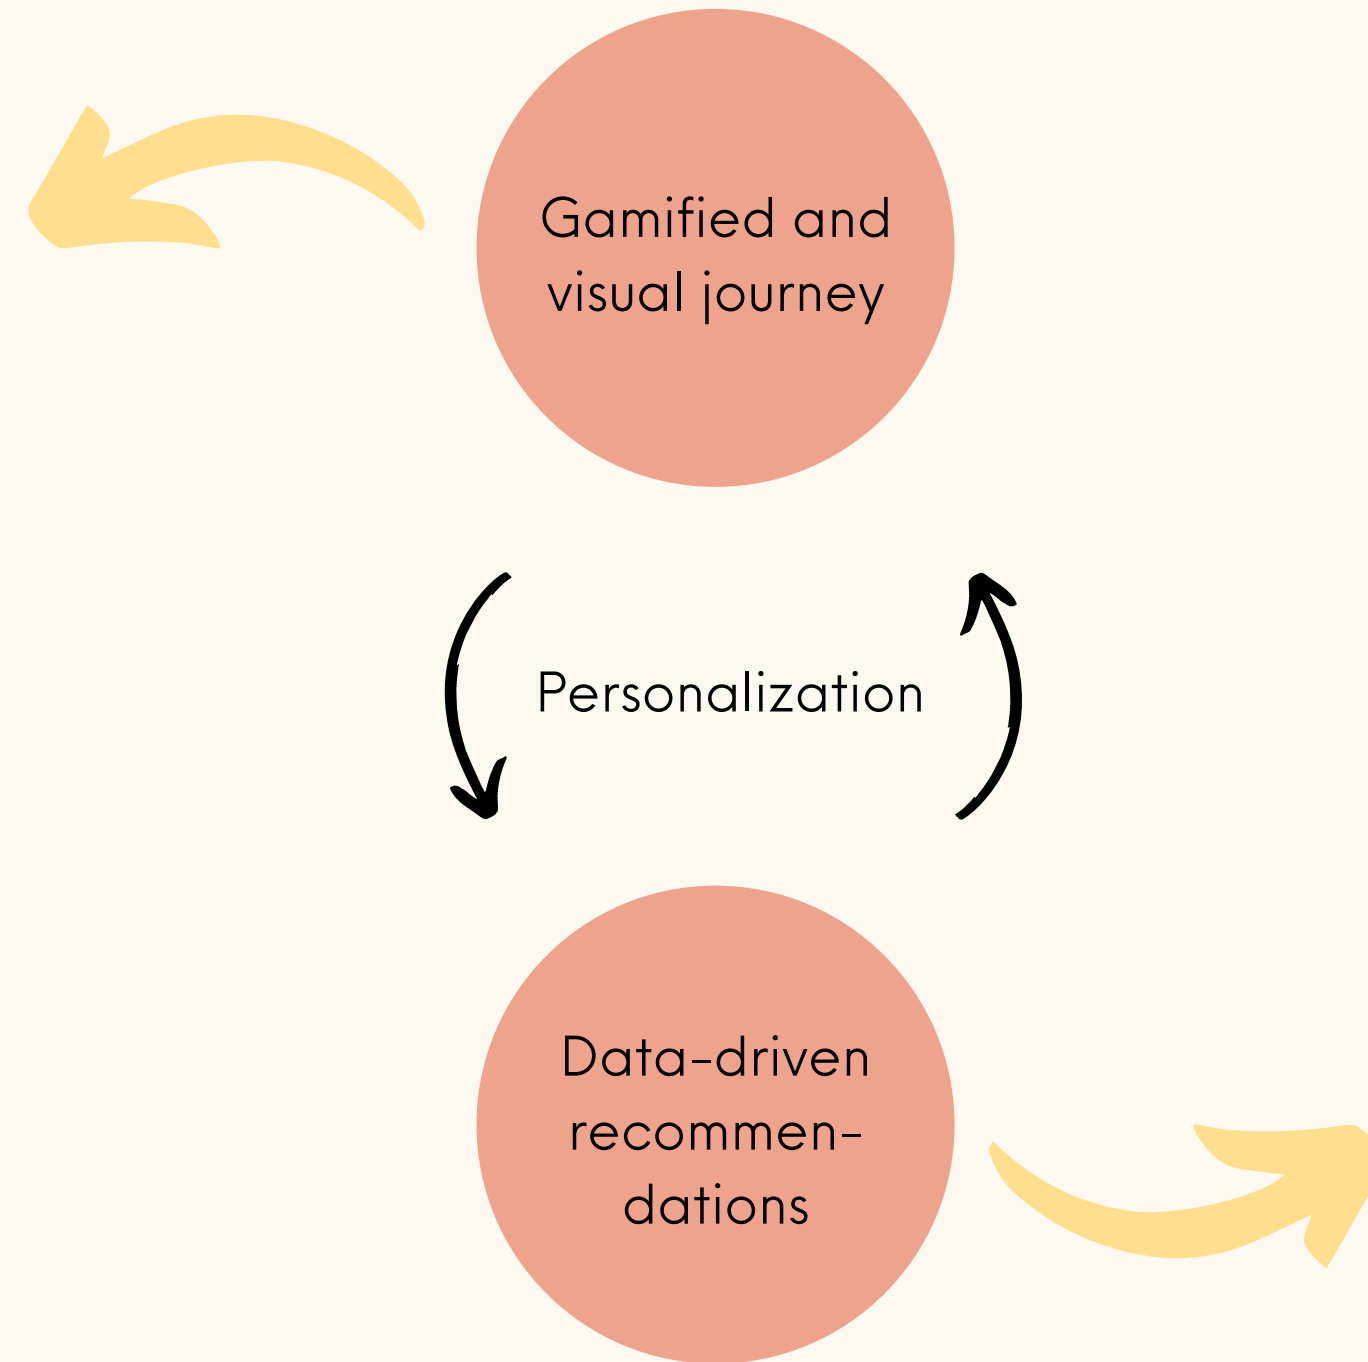 Gamified and
visual journey
Personalization
Data-driven
recommen-
dations